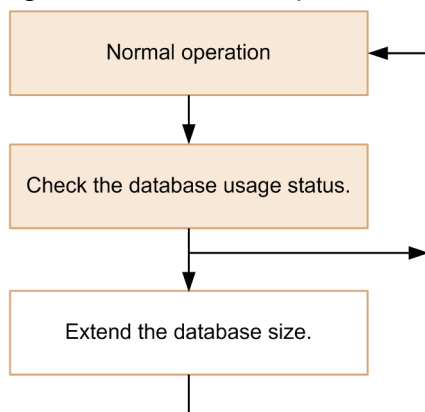 Normal operation
Check the database usage status.
Extend the database size.